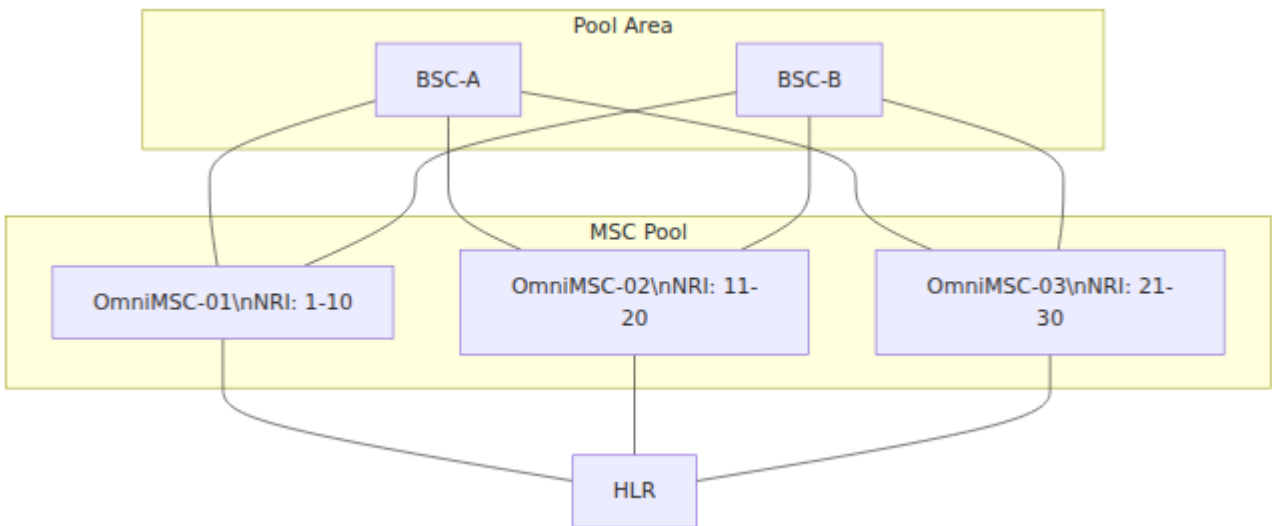 Pool Area
BSC-A
BSC-B
MSC Pool
OmniMSC-01\nNRI: 1-10
OmniMSC-02\nNRI: 11-
20
OmniMSC-03\nNRI: 21-
30
HLR